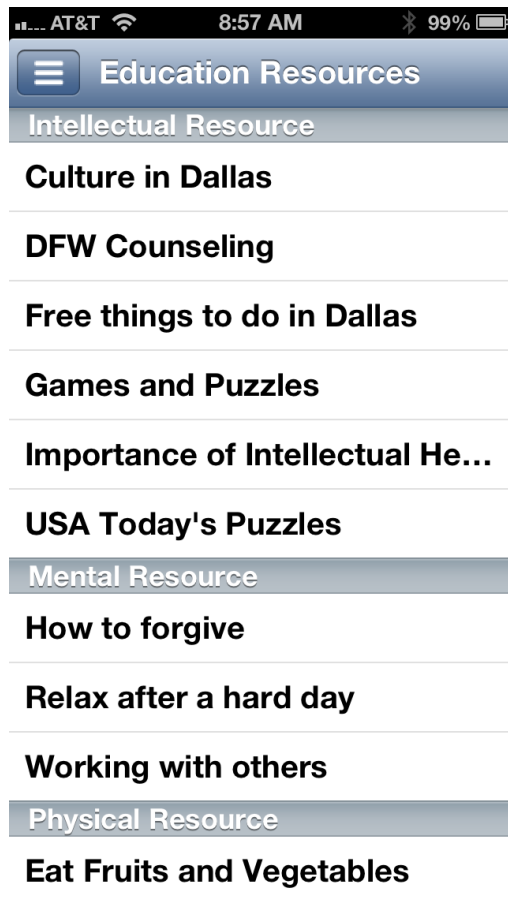 AT&T 8:57 AM 99%
Education Resources
Intellectual Resource
Culture in Dallas
DFW Counseling
Free things to do in Dallas
Games and Puzzles
Importance of Intellectual He...
USA Today's Puzzles
Mental Resource
How to forgive
Relax after a hard day
Working with others
Physical Resource
Eat Fruits and Vegetables